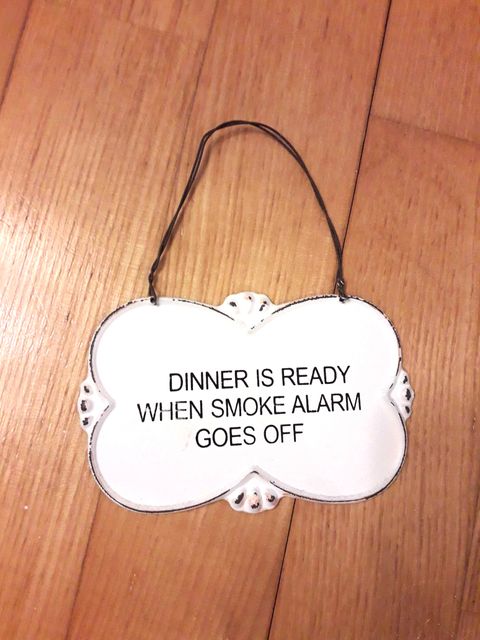 DINNER IS READY
WHEN SMOKE ALARM
GOES OFF